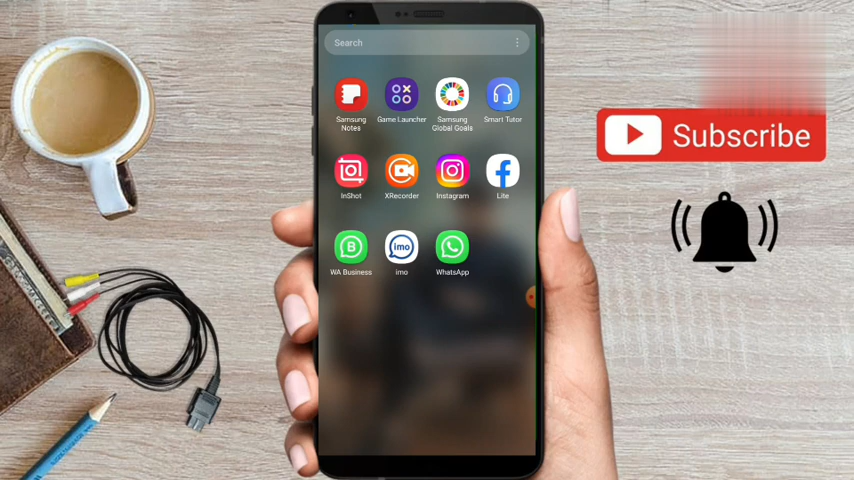 Search
Samsung
Notes
Game Launcher
Samsung
Global Goals
Smart Tutor
InShot
XRecorder
Instagram
Lite
B
WA Business
imo
imo
WhatsApp
Subscribe